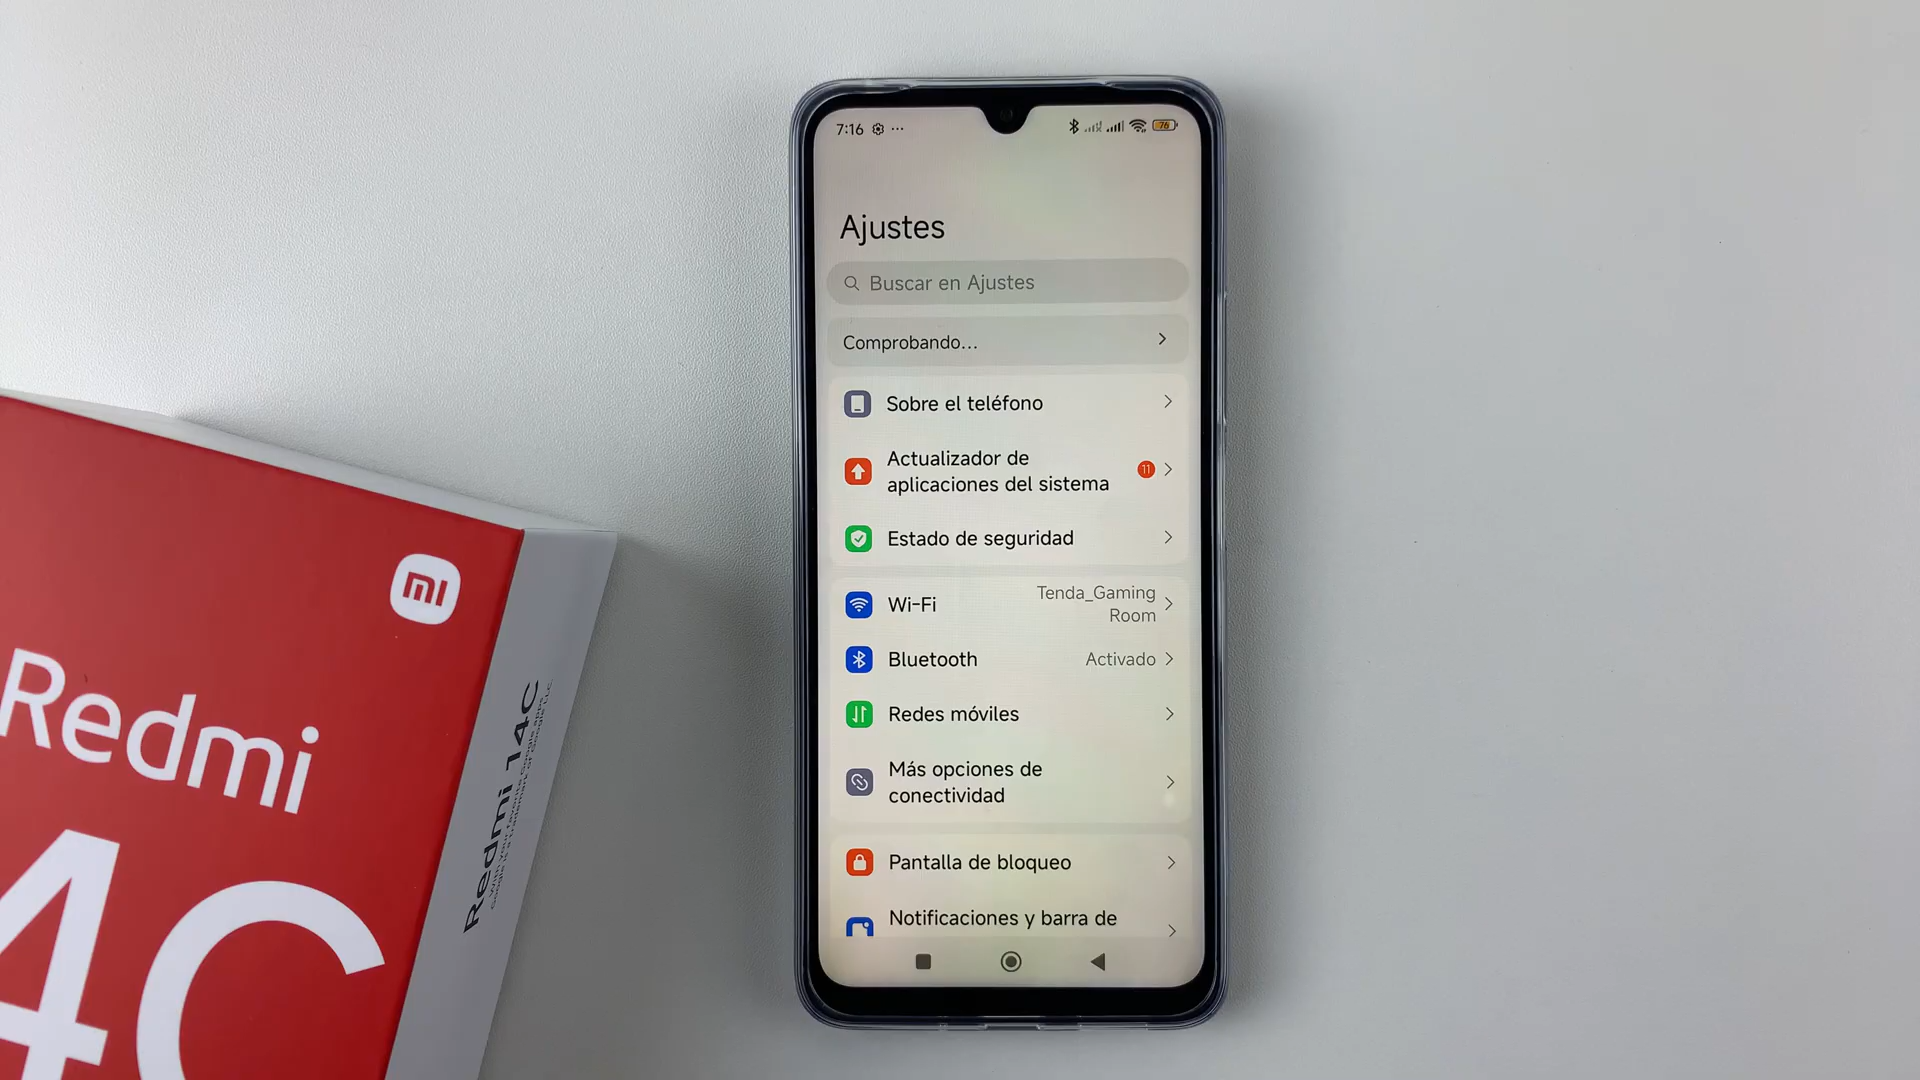 7:16
76
Ajustes
Buscar en Ajustes
Comprobando...
Sobre el teléfono
Actualizador de
aplicaciones del sistema
11
Estado de seguridad
Wi-Fi
Tenda_Gaming
Room
Bluetooth
Activado
Redes móviles
Más opciones de
conectividad
Pantalla de bloqueo
Notificaciones y barra de
mi
Redmi
4C
Redmi 14C